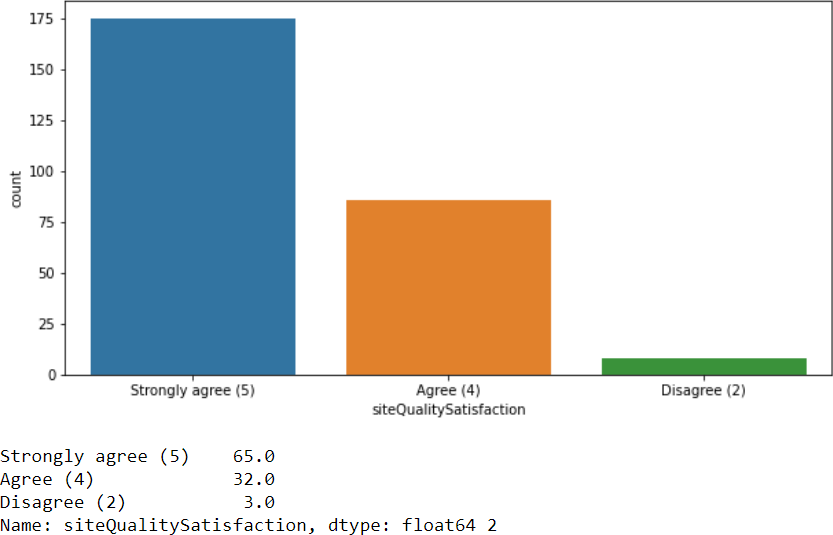 175
150
125
100
75
50
25
0
count
Strongly agree (5) Agree (4) Disagree (2)
siteQualitySatisfaction
Strongly agree (5)    65.0
Agree (4)             32.0
Disagree (2)           3.0
Name: siteQualitySatisfaction, dtype: float64 2